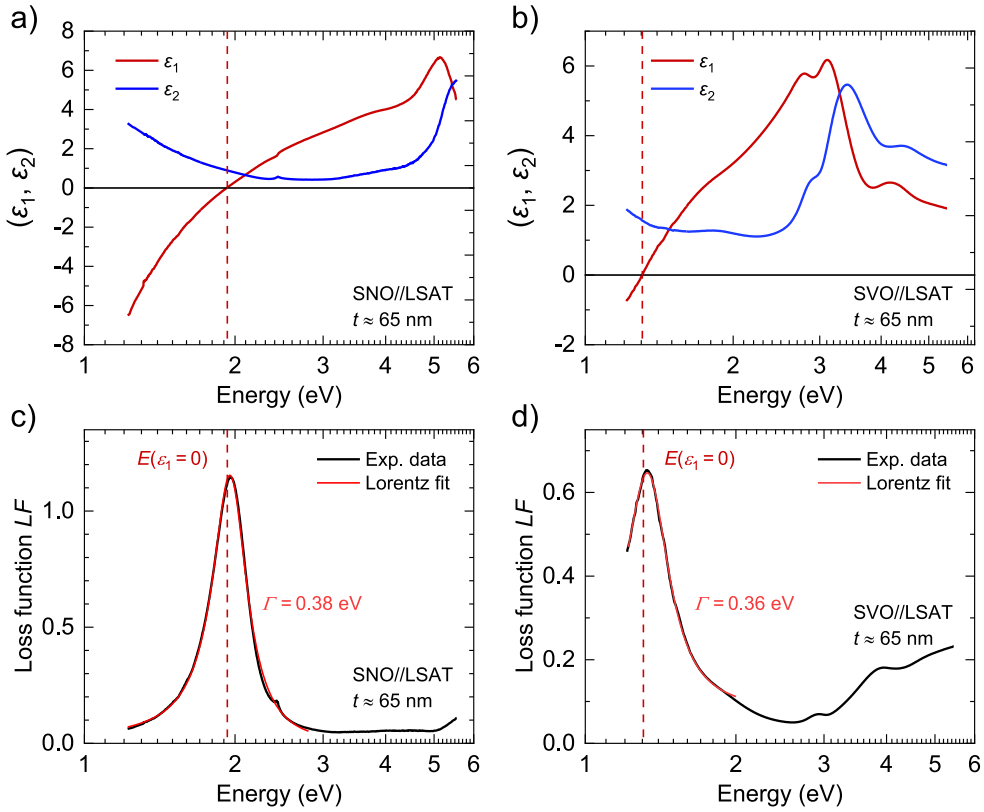 a)
8
6
4
2
0
-2
-4
-6
-8
(ε₁, ε₂)
ε₁
ε₂
SNO//LSAT
t ≈ 65 nm
1
2
3
4
5
6
Energy (eV)
b)
6
4
2
0
-2
(ε₁, ε₂)
ε₁
ε₂
SVO//LSAT
t ≈ 65 nm
1
2
3
4
5
6
Energy (eV)
c)
1.0
0.5
0.0
Loss function LF
E(ε₁ = 0)
Exp. data
Lorentz fit
Γ = 0.38 eV
SNO//LSAT
t ≈ 65 nm
1
2
3
4
5
6
Energy (eV)
d)
0.6
0.4
0.2
0.0
Loss function LF
E(ε₁ = 0)
Exp. data
Lorentz fit
Γ = 0.36 eV
SVO//LSAT
t ≈ 65 nm
1
2
3
4
5
6
Energy (eV)